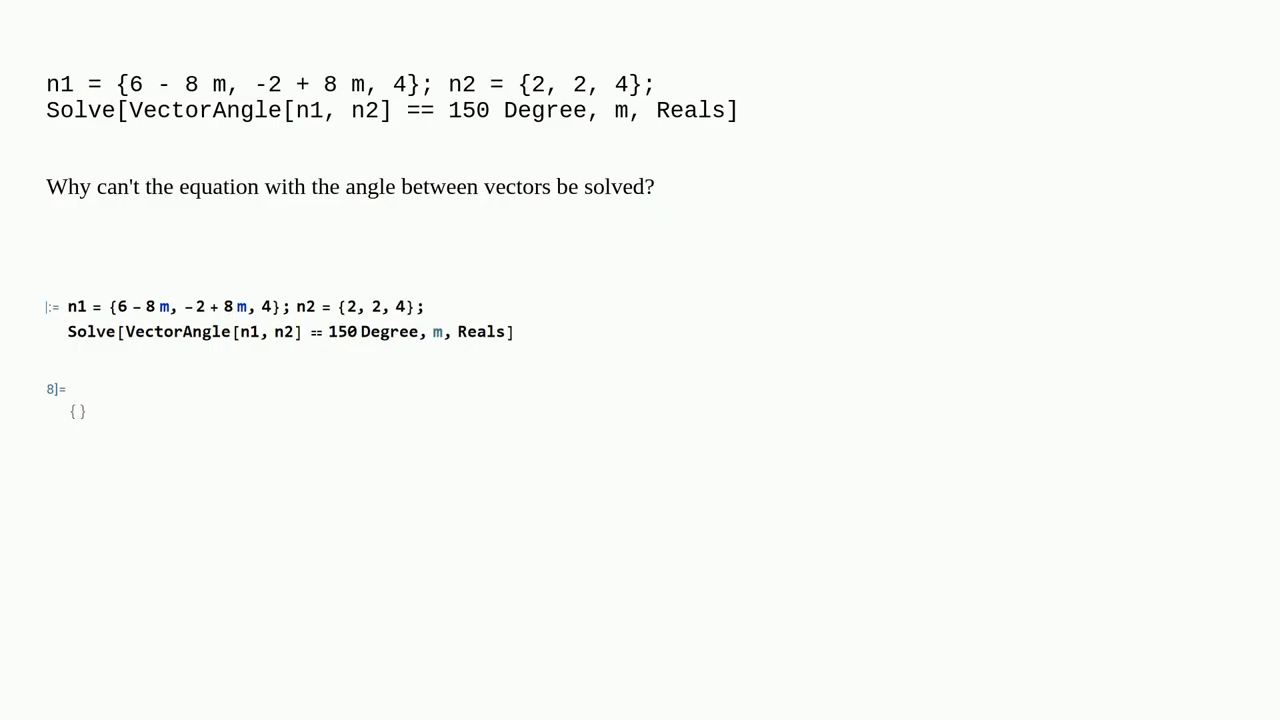 n1 = {6 - 8 m, -2 + 8 m, 4}; n2 = {2, 2, 4};
Solve[VectorAngle[n1, n2] == 150 Degree, m, Reals]
Why can't the equation with the angle between vectors be solved?
]:= n1 = {6 - 8 m, -2 + 8 m, 4}; n2 = {2, 2, 4};
Solve[VectorAngle[n1, n2] == 150 Degree, m, Reals]
8]=
{ }